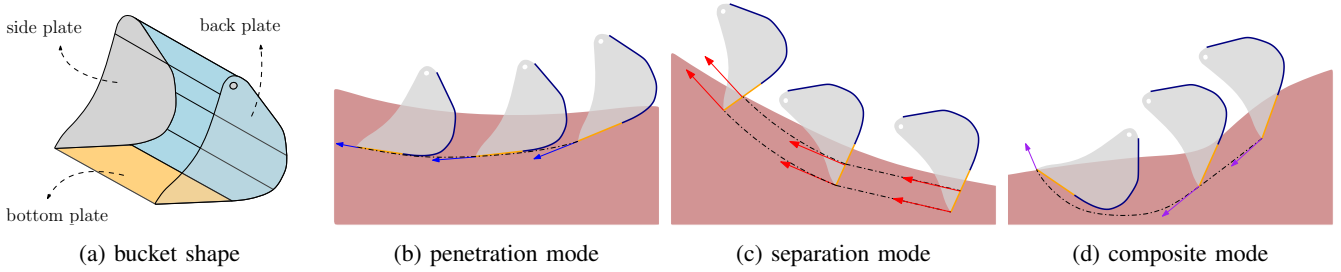 side plate
back plate
bottom plate
(a) bucket shape
(b) penetration mode
(c) separation mode
(d) composite mode